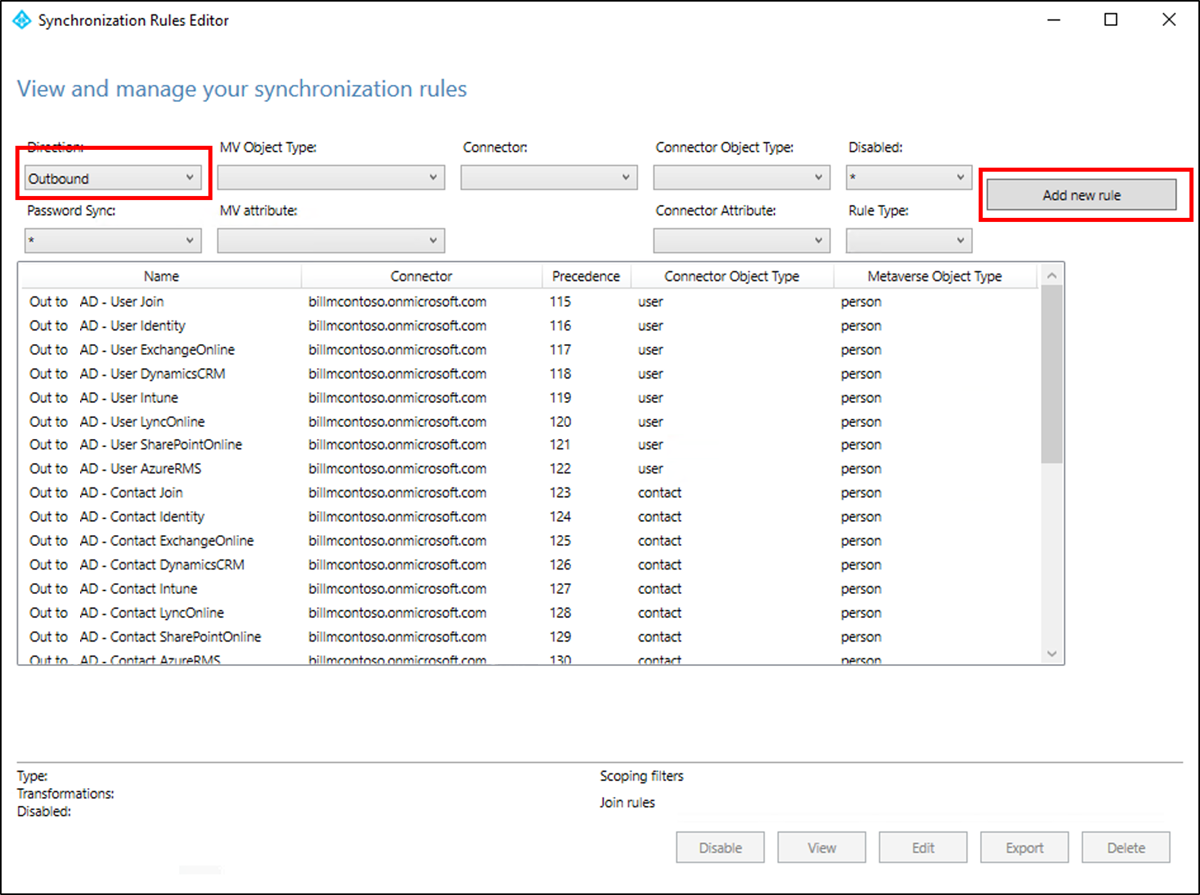 Synchronization Rules Editor
View and manage your synchronization rules
Direction: MV Object Type: Connector: Connector Object Type: Disabled:
Outbound *
Add new rule
Password Sync: MV attribute: Connector Attribute: Rule Type:
*
Name Connector Precedence Connector Object Type Metaverse Object Type
Out to AD - User Join billmcontoso.onmicrosoft.com 115 user person
Out to AD - User Identity billmcontoso.onmicrosoft.com 116 user person
Out to AD - User ExchangeOnline billmcontoso.onmicrosoft.com 117 user person
Out to AD - User DynamicsCRM billmcontoso.onmicrosoft.com 118 user person
Out to AD - User Intune billmcontoso.onmicrosoft.com 119 user person
Out to AD - User LyncOnline billmcontoso.onmicrosoft.com 120 user person
Out to AD - User SharePointOnline billmcontoso.onmicrosoft.com 121 user person
Out to AD - User AzureRMS billmcontoso.onmicrosoft.com 122 user person
Out to AD - Contact Join billmcontoso.onmicrosoft.com 123 contact person
Out to AD - Contact Identity billmcontoso.onmicrosoft.com 124 contact person
Out to AD - Contact ExchangeOnline billmcontoso.onmicrosoft.com 125 contact person
Out to AD - Contact DynamicsCRM billmcontoso.onmicrosoft.com 126 contact person
Out to AD - Contact Intune billmcontoso.onmicrosoft.com 127 contact person
Out to AD - Contact LyncOnline billmcontoso.onmicrosoft.com 128 contact person
Out to AD - Contact SharePointOnline billmcontoso.onmicrosoft.com 129 contact person
Out to AD - Contact AzureRMS billmcontoso.onmicrosoft.com 130 contact person
Type: Scoping filters
Transformations:
Join rules
Disabled:
Disable View Edit Export Delete